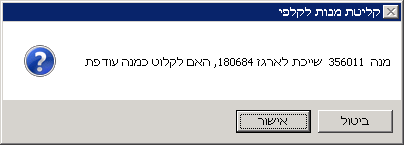 קליטת מנות לקלפי
מנה 356011 שייכת לארגז 180684, האם לקלוט כמנה עודפת
אישור
ביטול